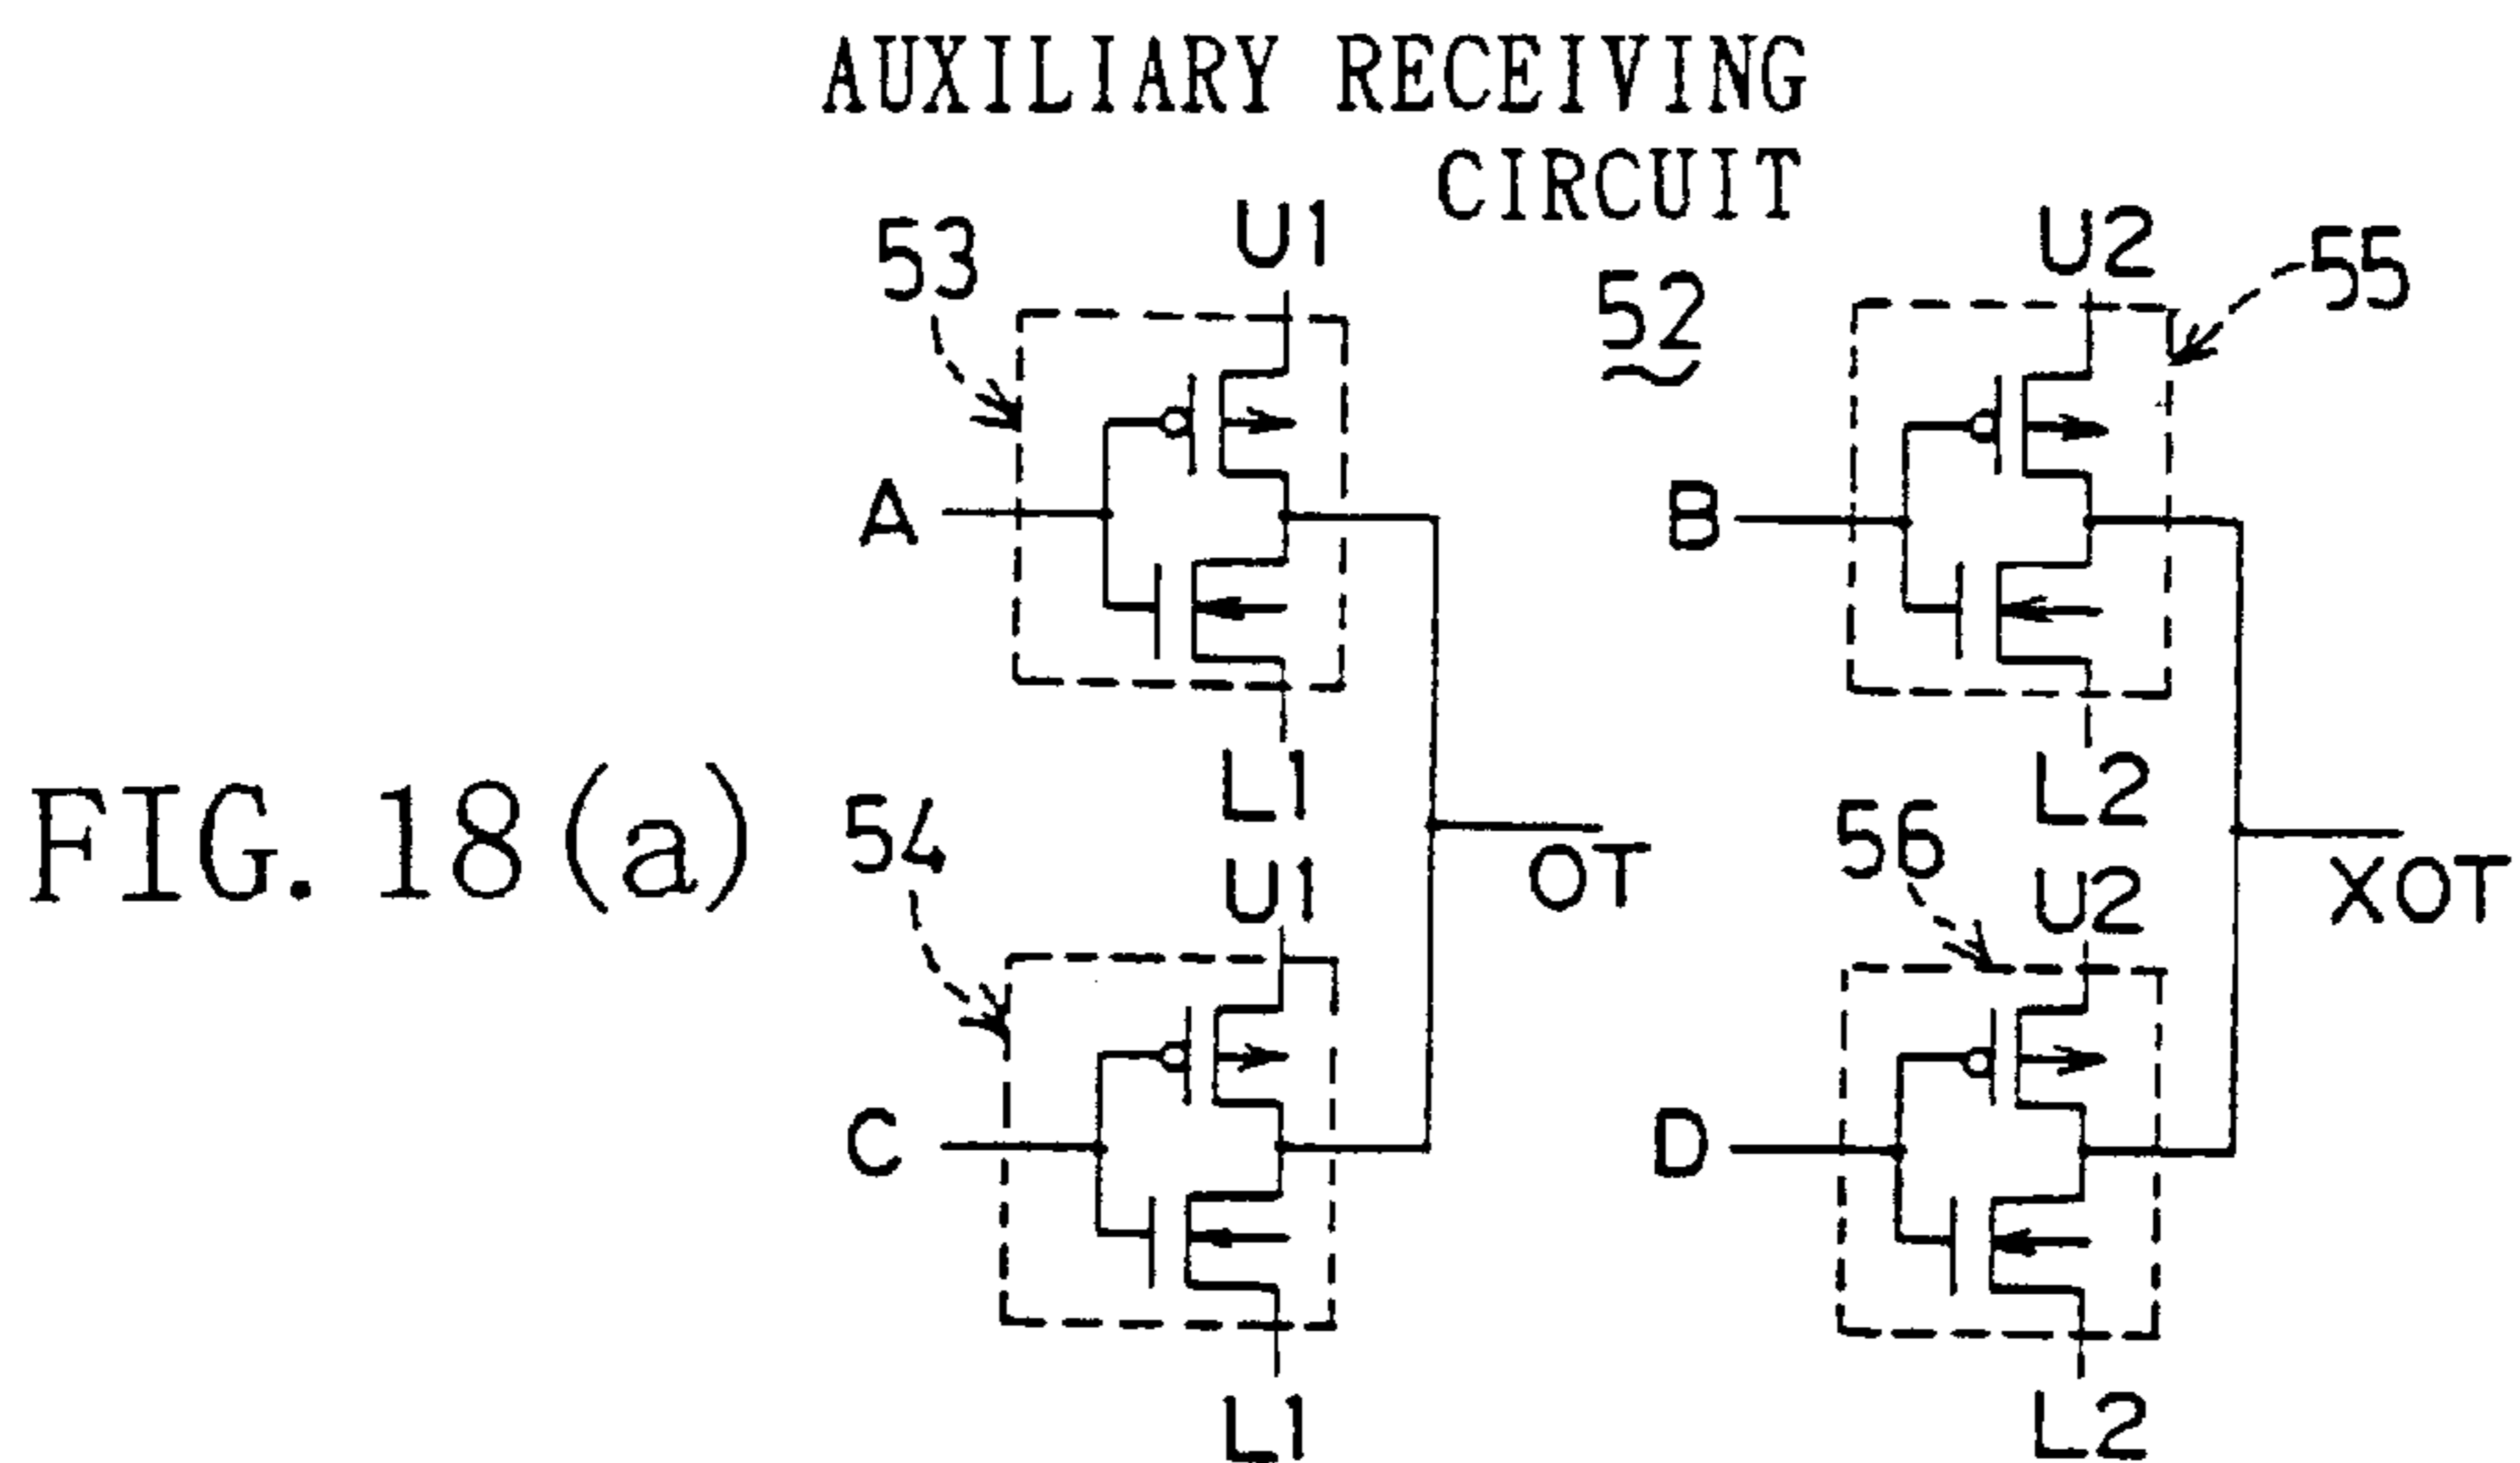 AUXILIARY RECEIVING
CIRCUIT
53
U1
52
U2
55
A
B
L1
L2
FIG. 18(a)
54
U1
OT
56
U2
XOT
C
D
L1
L2